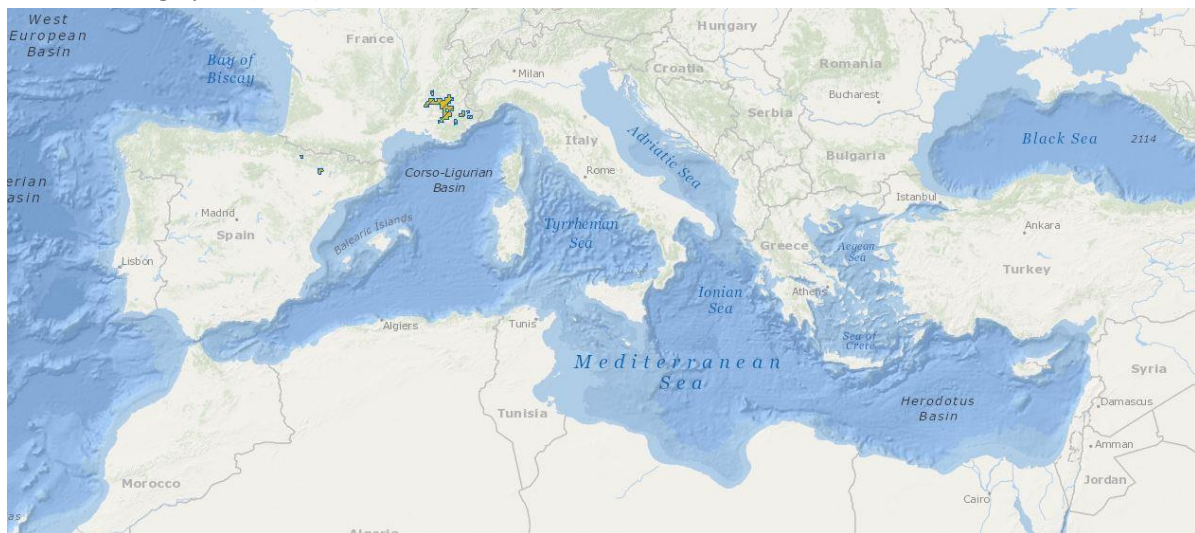 West
European
Basin
Bay of
Biscay
France
Milan
Hungary
Croatia
Romania
Bucharest
Serbia
Bulgaria
Black Sea
2114
Italy
Adriatic Sea
Rome
Corso-Ligurian
Basin
Istanbul
Ankara
Madrid
Spain
Balearic Islands
Lisbon
Tyrrhenian
Sea
Greece
Aegean
Sea
Turkey
Athens
Ionian
Sea
Sea of
Crete
Algiers
Tunis
Mediterranean
Sea
Syria
Herodotus
Basin
Damascus
Tunisia
Amman
Jordan
Morocco
Cairo